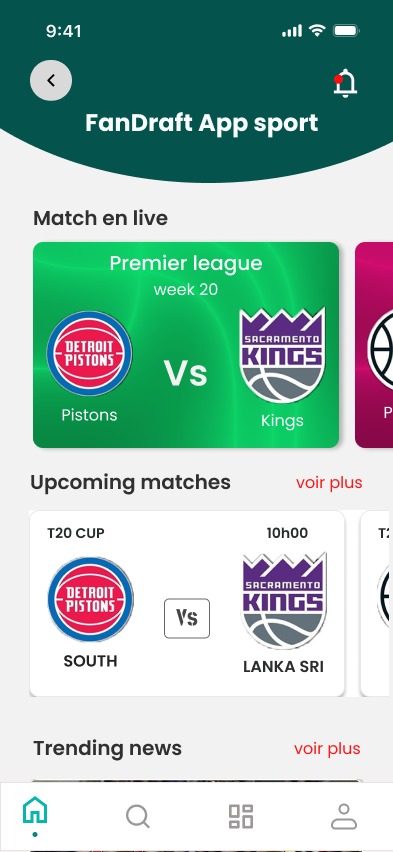 9:41
FanDraft App sport
Match en live
Premier league
week 20
DETROIT
PISTONS
Vs
SACRAMENTO
KINGS
Pistons
Kings
P
Upcoming matches
voir plus
T20 CUP
10h00
T2
DETROIT
PISTONS
Vs
SACRAMENTO
KINGS
SOUTH
LANKA SRI
Trending news
voir plus